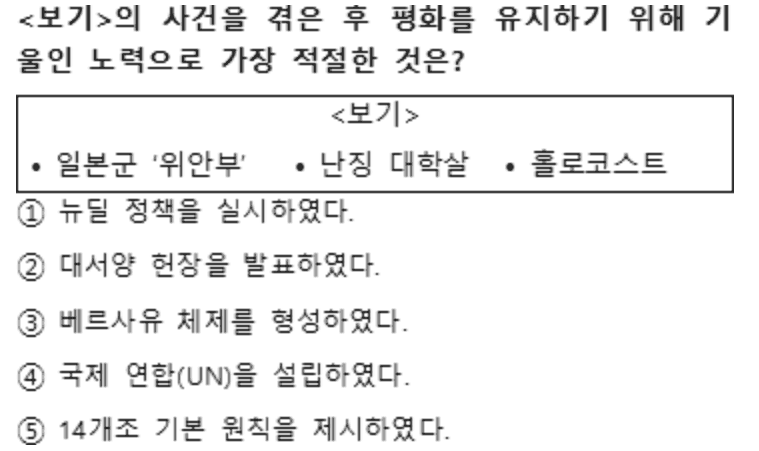 <보기>의 사건을 겪은 후 평화를 유지하기 위해 기
울인 노력으로 가장 적절한 것은?
<보기>
• 일본군 '위안부' • 난징 대학살 • 홀로코스트
① 뉴딜 정책을 실시하였다.
② 대서양 헌장을 발표하였다.
③ 베르사유 체제를 형성하였다.
④ 국제 연합(UN)을 설립하였다.
⑤ 14개조 기본 원칙을 제시하였다.